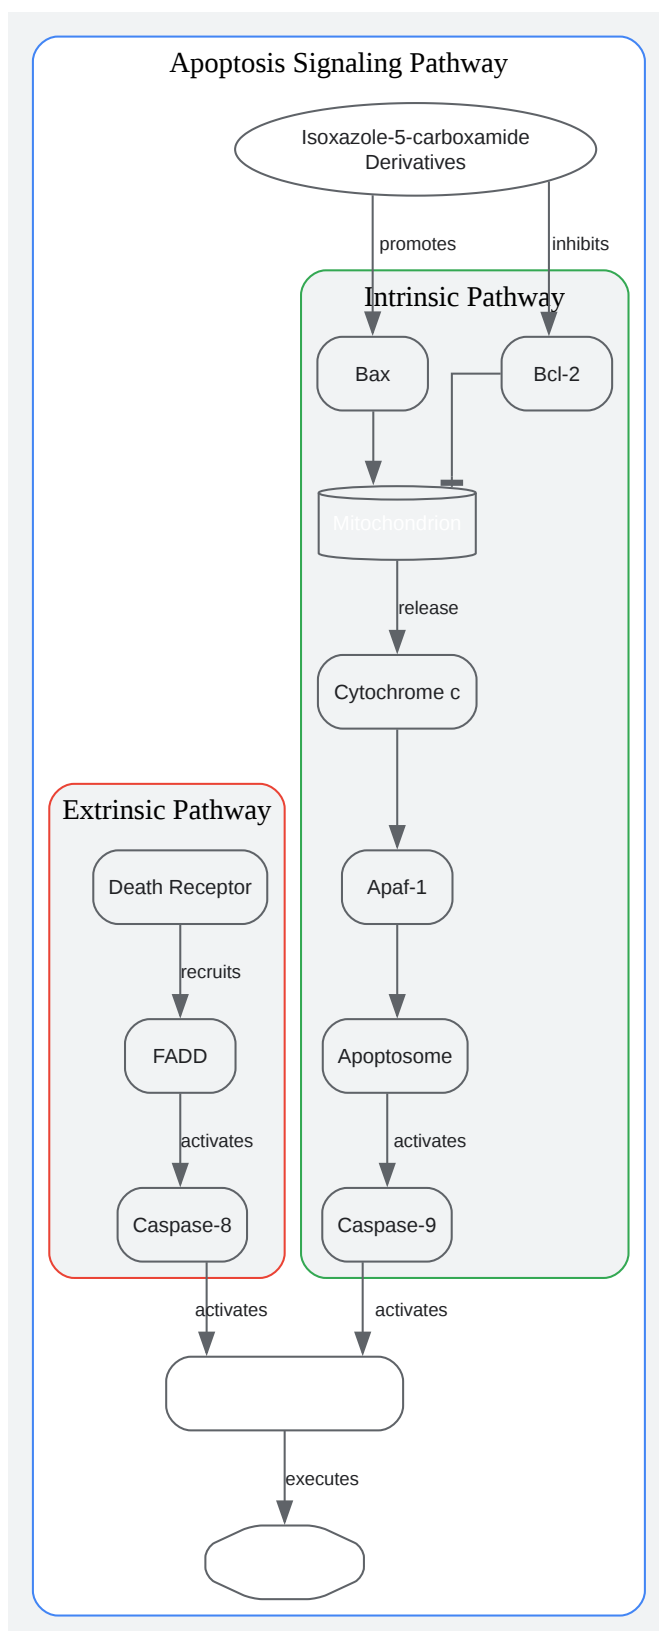 Apoptosis Signaling Pathway
Isoxazole-5-carboxamide
Derivatives
promotes
inhibits
Intrinsic Pathway
Bax
Bcl-2
Mitochondrion
release
Cytochrome c
Extrinsic Pathway
Death Receptor
Apaf-1
recruits
FADD
Apoptosome
activates
activates
Caspase-8
Caspase-9
activates
activates
executes